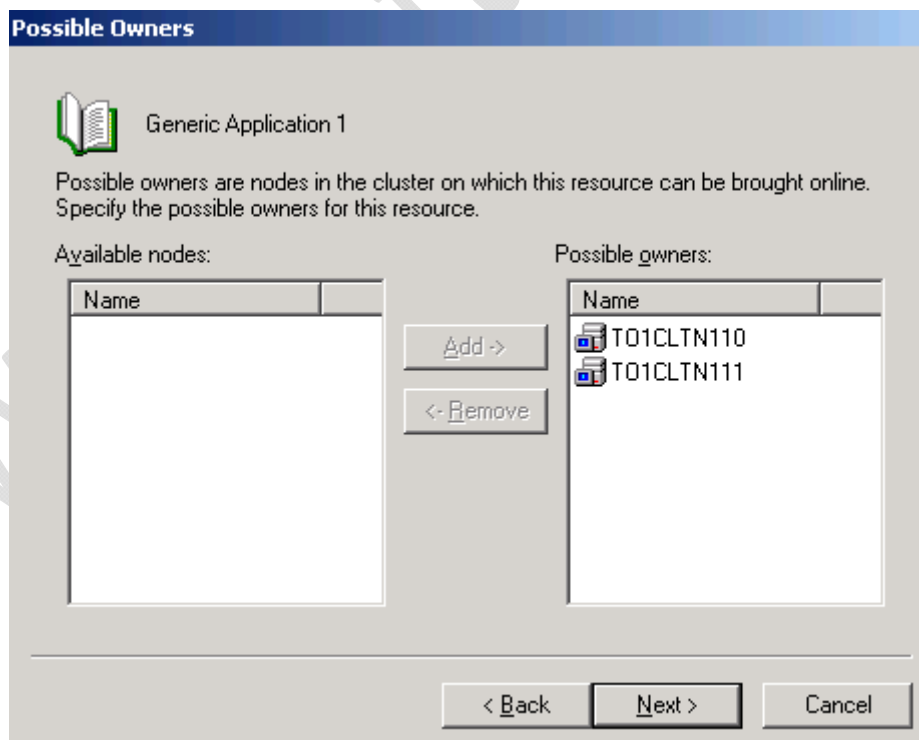 Possible Owners
Generic Application 1
Possible owners are nodes in the cluster on which this resource can be brought online.
Specify the possible owners for this resource.
Available nodes:
Possible owners:
Name
Name
Add ->
TO1CLTN110
TO1CLTN111
<- Remove
< Back
Next >
Cancel